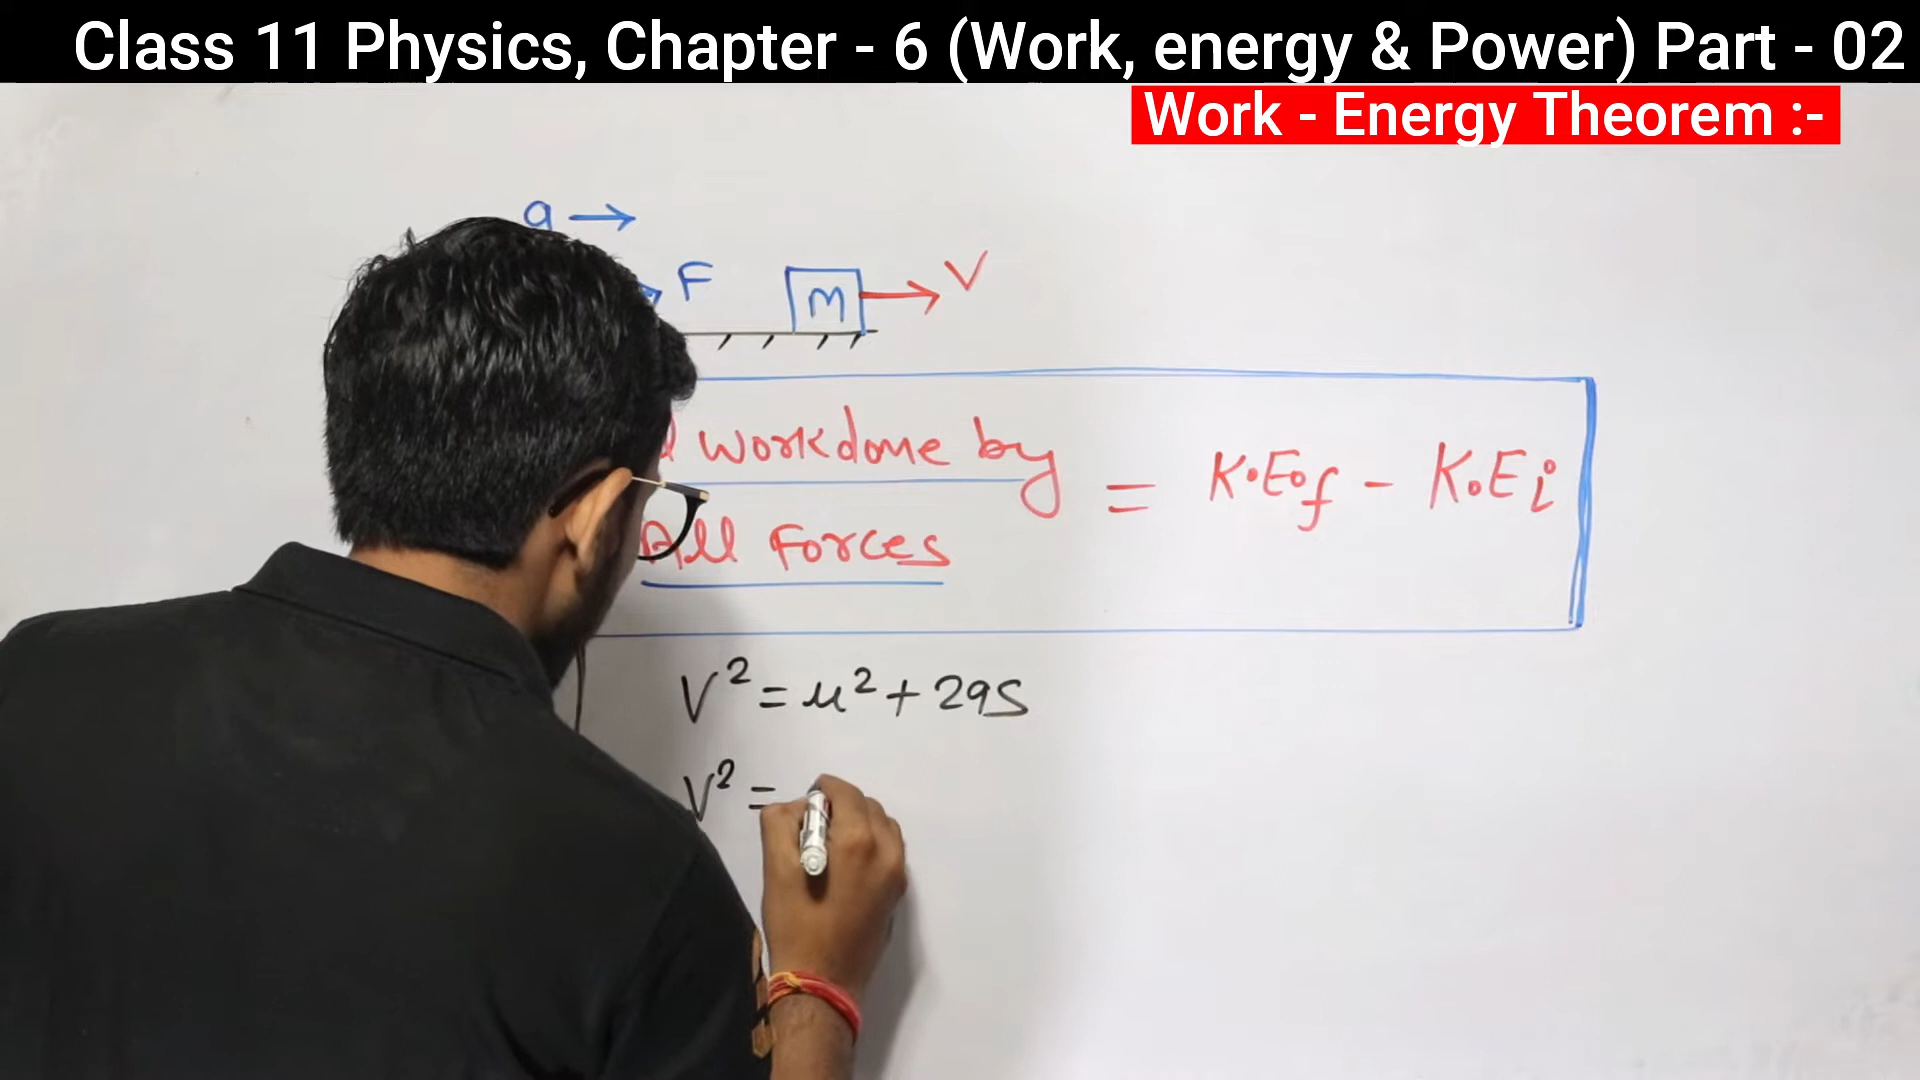 Class 11 Physics, Chapter - 6 (Work, energy & Power) Part - 02
Work - Energy Theorem :-
a →
F M → V
workdone by = K.E.f - K.Ei
All Forces
V² = u² + 2as
V² =